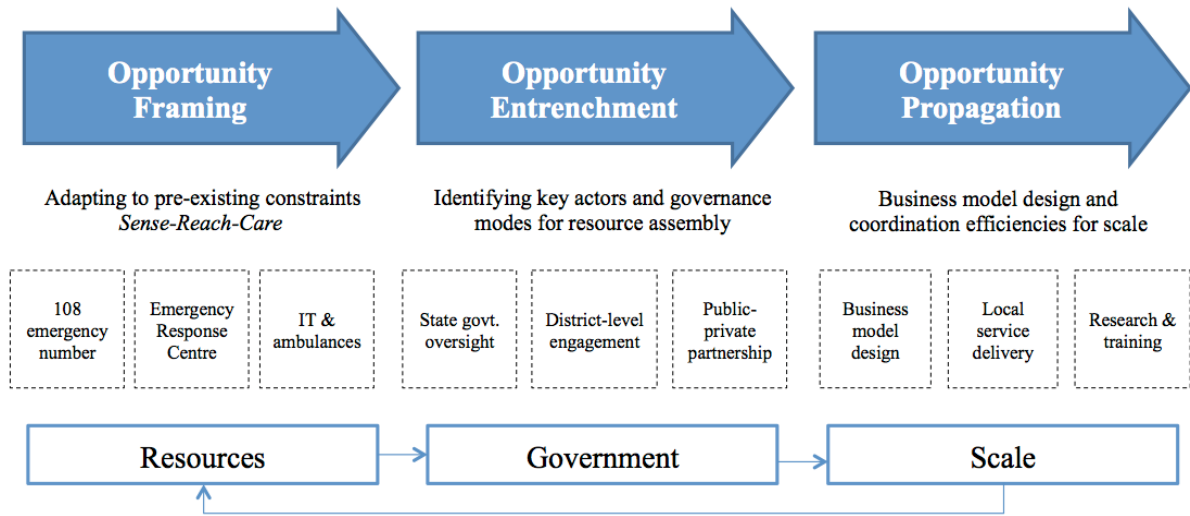 Opportunity
Framing
Opportunity
Entrenchment
Opportunity
Propagation
Adapting to pre-existing constraints
Sense-Reach-Care
Identifying key actors and governance
modes for resource assembly
Business model design and
coordination efficiencies for scale
108
emergency
number
Emergency
Response
Centre
IT &
ambulances
State govt.
oversight
District-level
engagement
Public-
private
partnership
Business
model
design
Local
service
delivery
Research &
training
Resources
Government
Scale